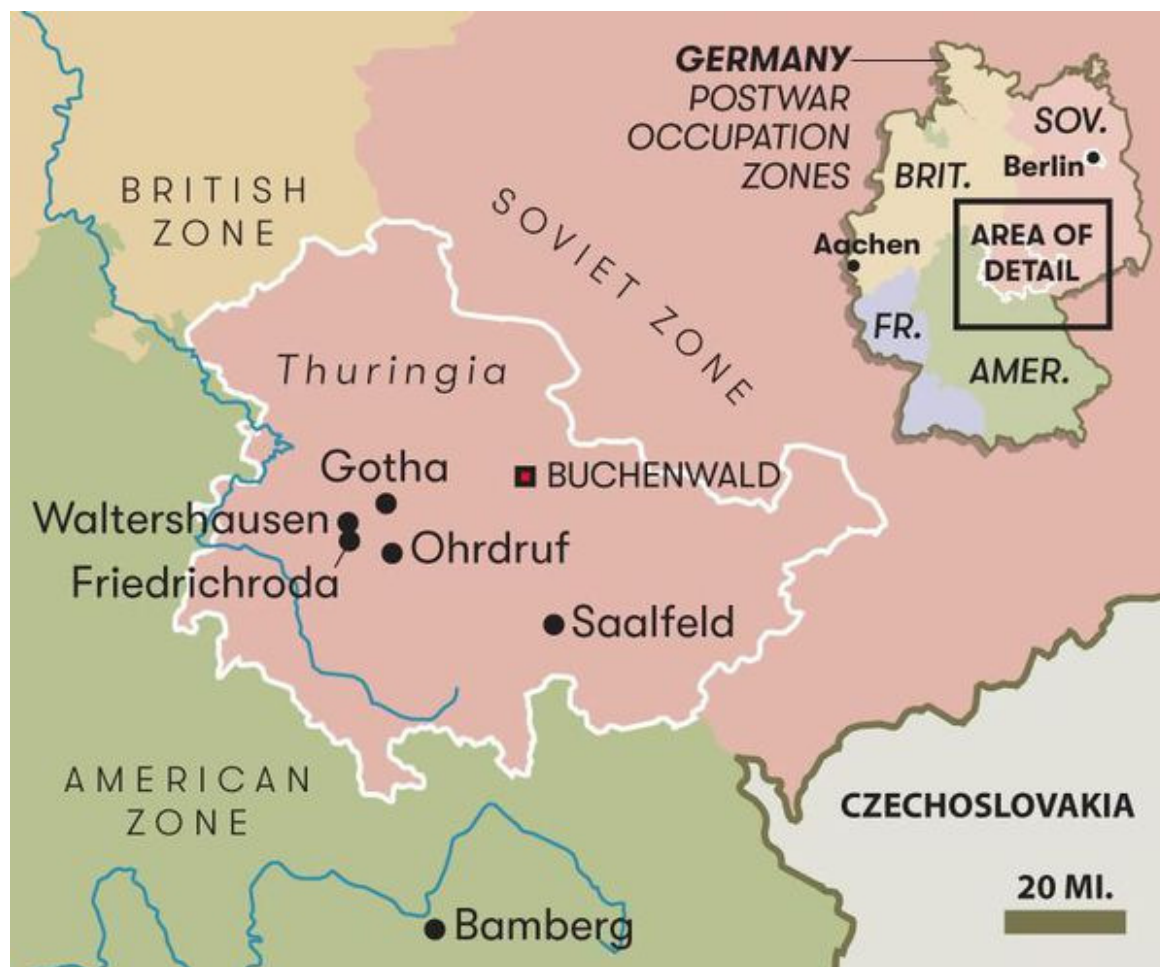 GERMANY
POSTWAR
OCCUPATION
ZONES
SOV.
Berlin
BRIT.
Aachen
AREA OF
DETAIL
FR.
AMER.
BRITISH
ZONE
SOVIET ZONE
Thuringia
Gotha
BUCHENWALD
Waltershausen
Ohrdruf
Friedrichroda
Saalfeld
AMERICAN
ZONE
CZECHOSLOVAKIA
20 MI.
Bamberg